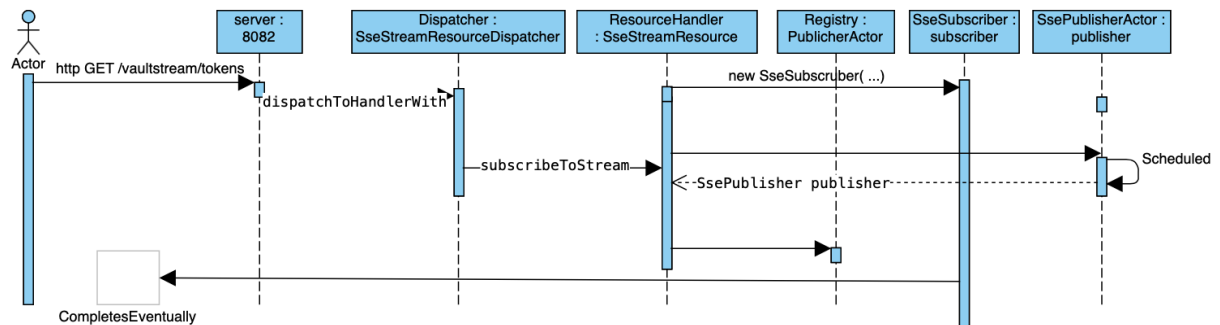 server :
8082
Dispatcher :
SseStreamResourceDispatcher
ResourceHandler
: SseStreamResource
Registry :
PublicherActor
SseSubscriber :
subscriber
SsePublisherActor :
publisher
Actor
http GET /vaultstream/tokens
new SseSubscruber( ...)
dispatchToHandlerWith
subscribeToStream
Scheduled
SsePublisher publisher
CompletesEventually